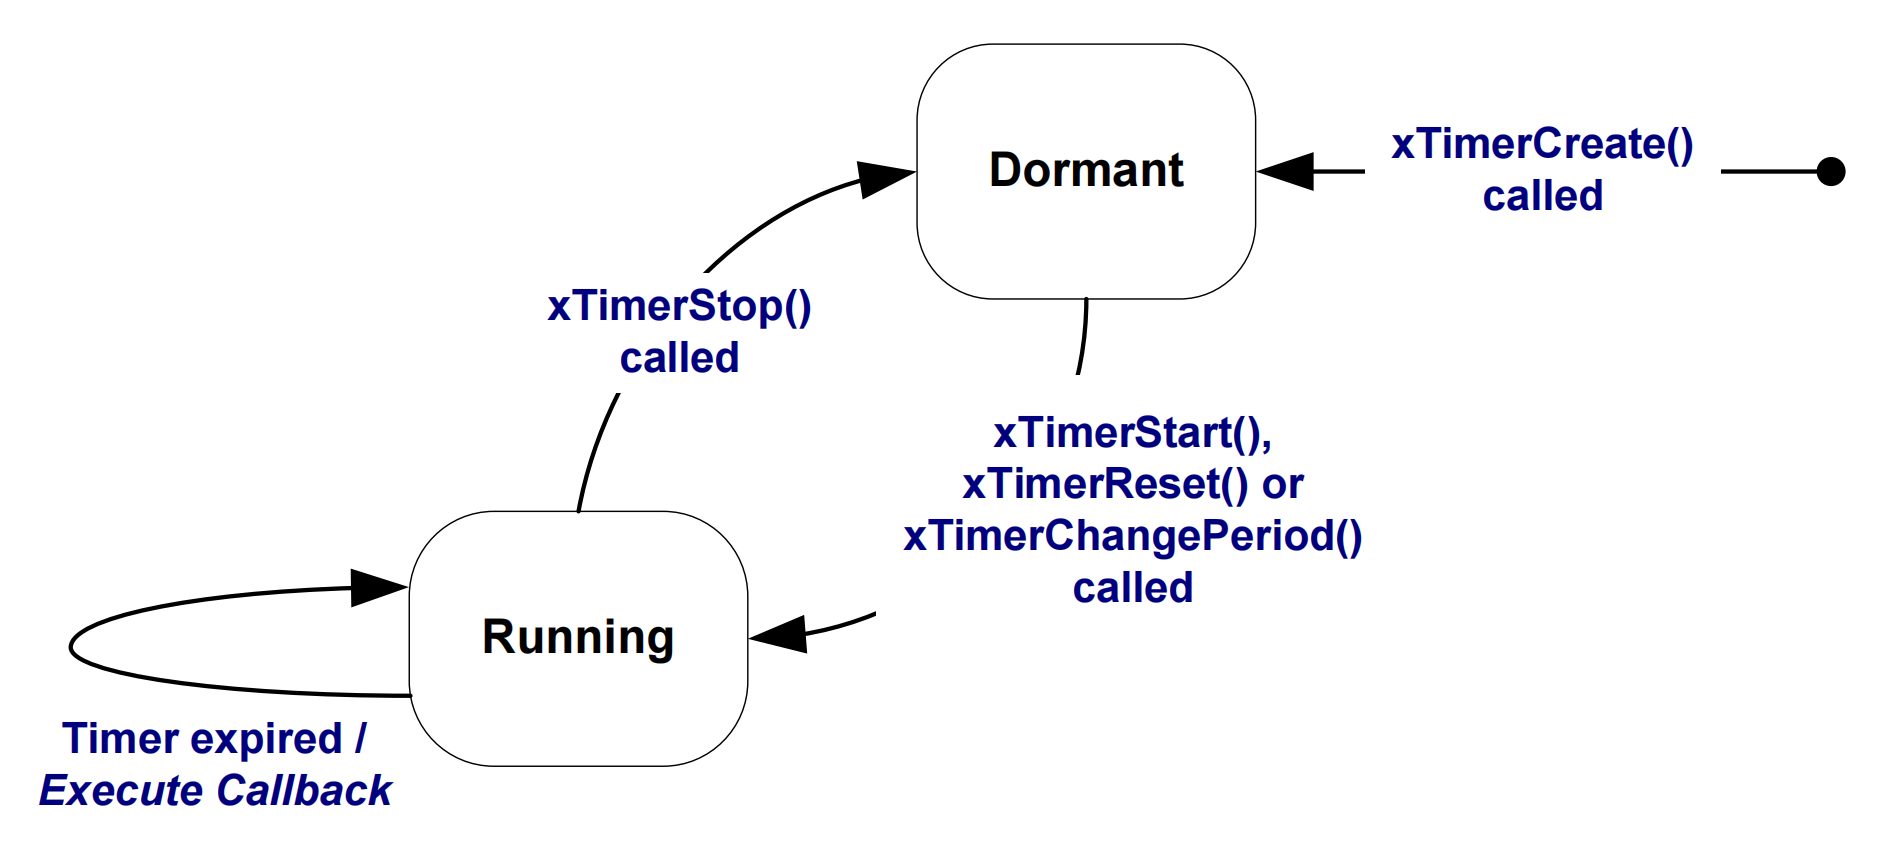 Dormant
xTimerCreate()
called
xTimerStop()
called
xTimerStart(),
xTimerReset() or
xTimerChangePeriod()
called
Running
Timer expired /
Execute Callback